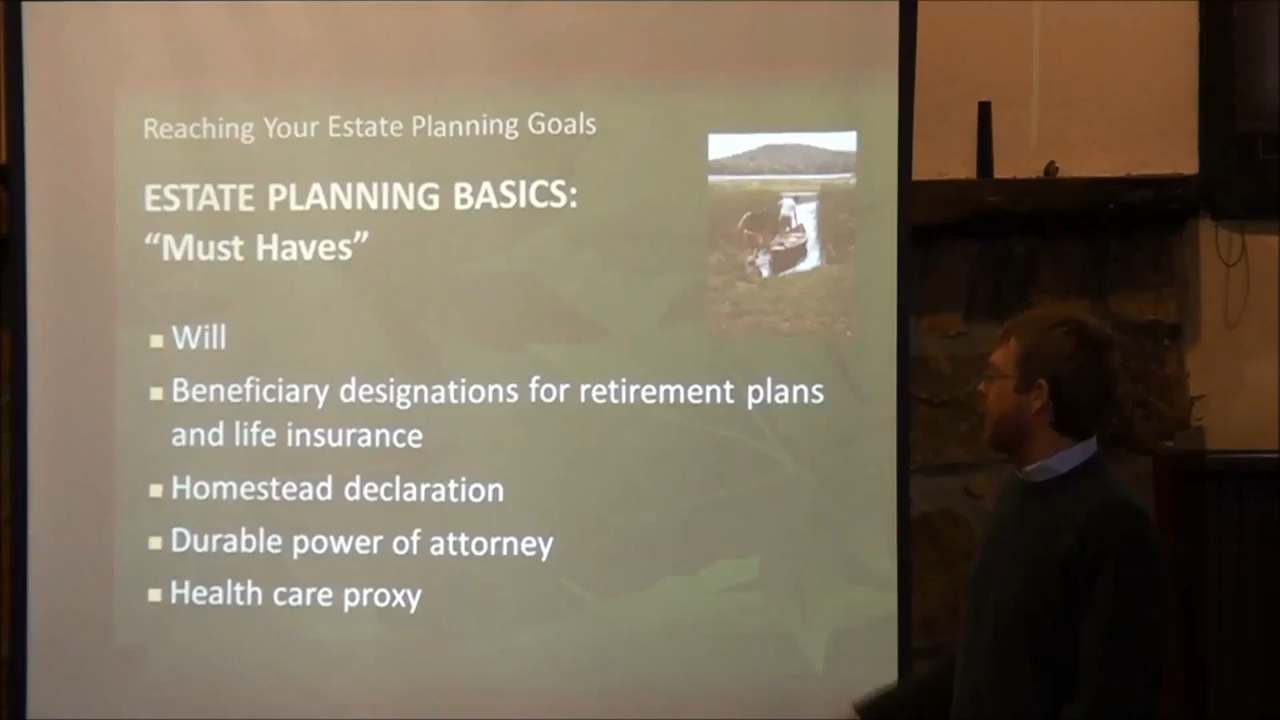 Reaching Your Estate Planning Goals
ESTATE PLANNING BASICS:
“Must Haves”
Will
Beneficiary designations for retirement plans
and life insurance
Homestead declaration
Durable power of attorney
Health care proxy